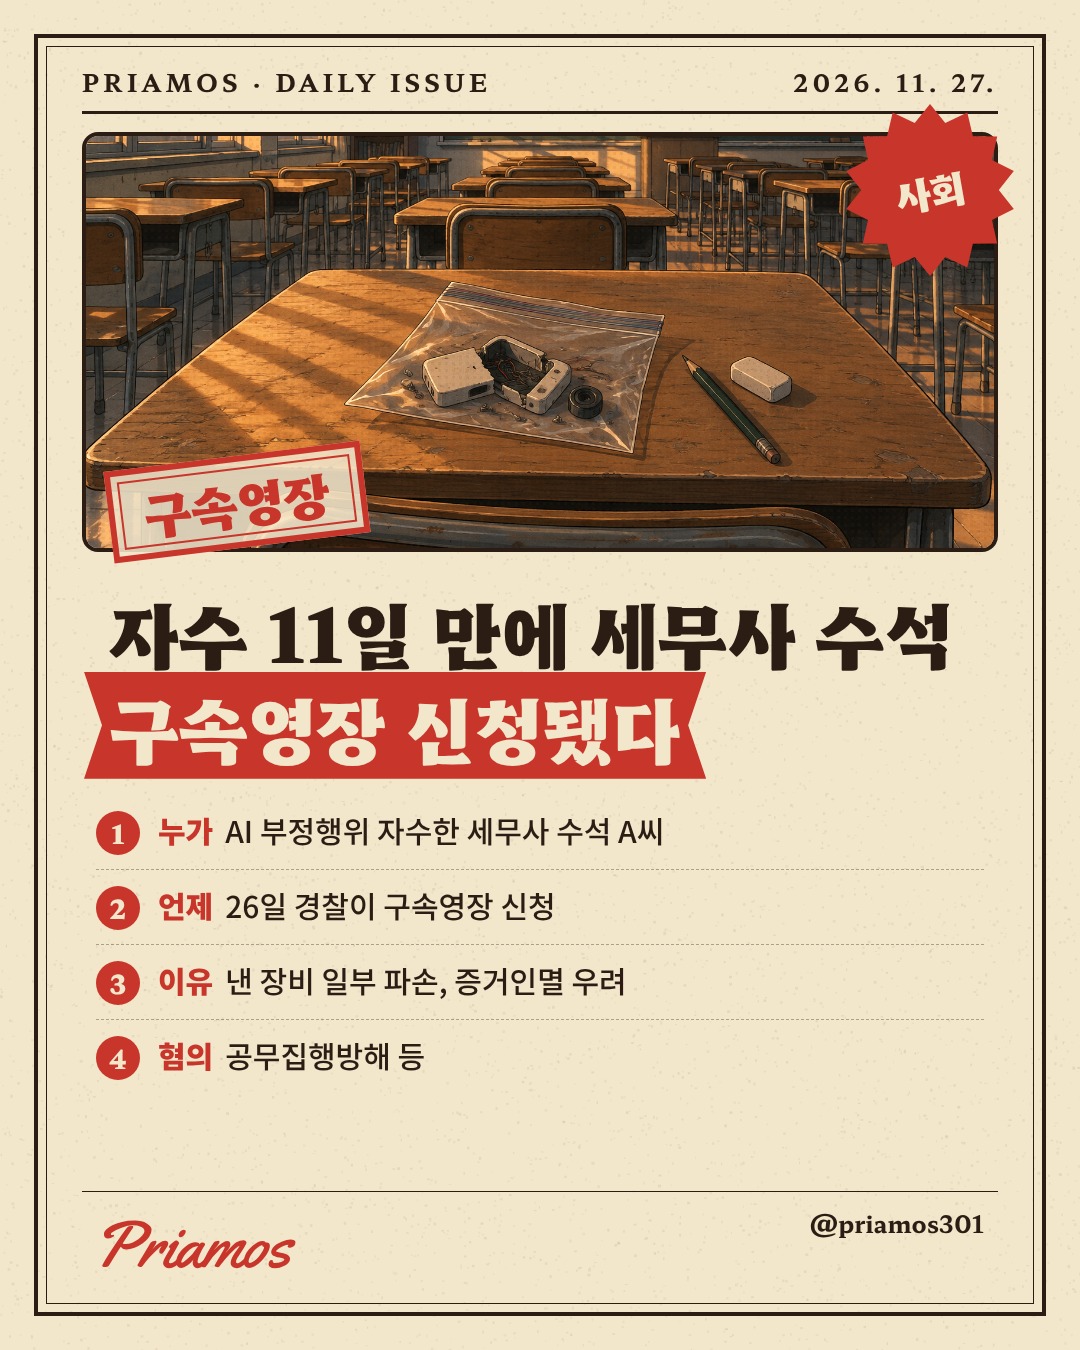 PRIAMOS · DAILY ISSUE
2026. 11. 27.
사회
구속영장
자수 11일 만에 세무사 수석
구속영장 신청됐다
1 누가 AI 부정행위 자수한 세무사 수석 A씨
2 언제 26일 경찰이 구속영장 신청
3 이유 낸 장비 일부 파손, 증거인멸 우려
4 혐의 공무집행방해 등
Priamos
@priamos301